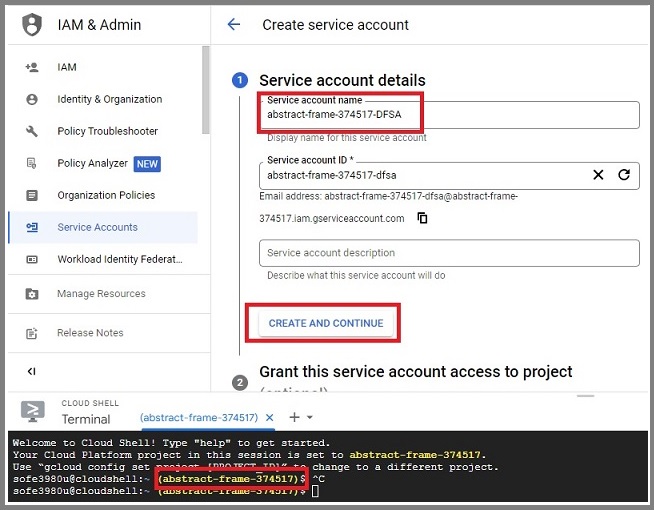 IAM & Admin
Create service account
IAM
Identity & Organization
Policy Troubleshooter
Policy Analyzer NEW
Organization Policies
Service Accounts
Workload Identity Federat...
Manage Resources
Release Notes
1 Service account details
Service account name
abstract-frame-374517-DFSA
Display name for this service account
Service account ID *
abstract-frame-374517-dfsa
Email address: abstract-frame-374517-dfsa@abstract-frame-
374517.iam.gserviceaccount.com
Service account description
Describe what this service account will do
CREATE AND CONTINUE
2 Grant this service account access to project
(optional)
CLOUD SHELL
Terminal
(abstract-frame-374517)
Welcome to Cloud Shell! Type "help" to get started.
Your Cloud Platform project in this session is set to abstract-frame-374517.
Use “gcloud config set project [PROJECT_ID]” to change to a different project.
sofe3980u@cloudshell:~ (abstract-frame-374517)$ ^C
sofe3980u@cloudshell:~ (abstract-frame-374517)$